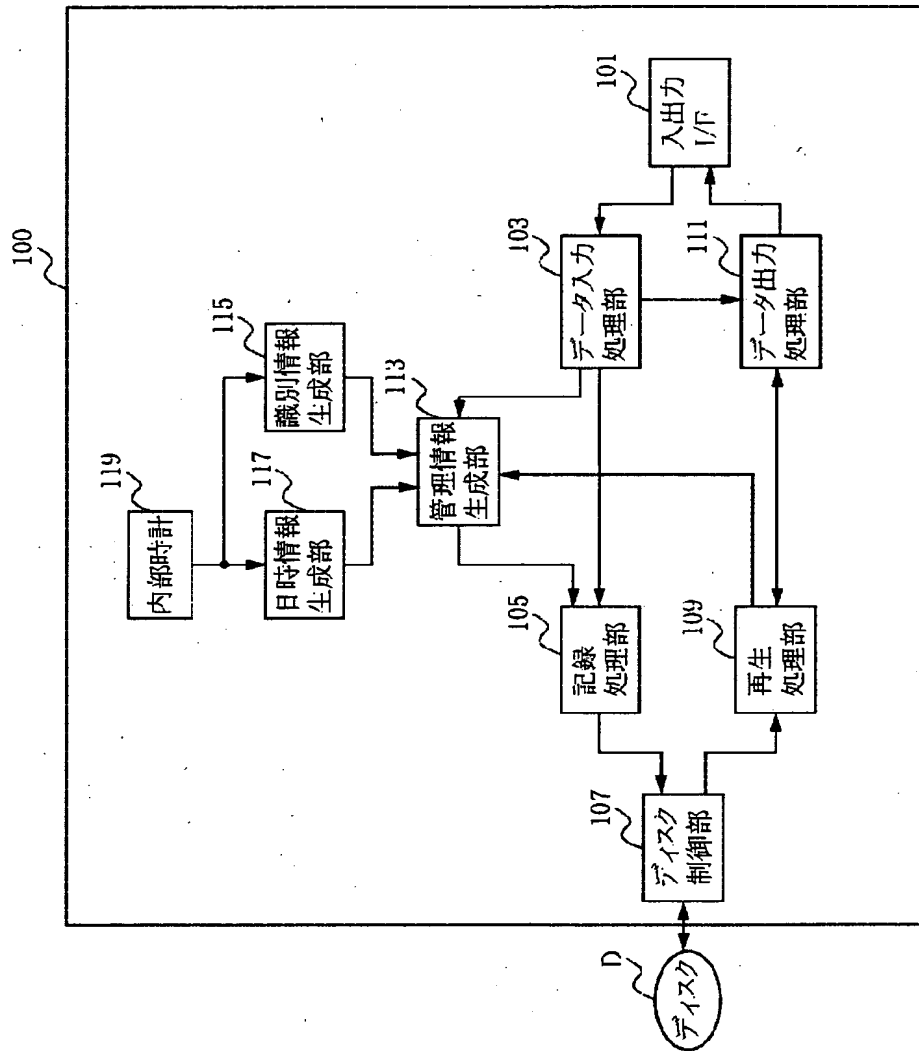 100
119
内部時計
115
識別情報
生成部
117
日時情報
生成部
113
管理情報
生成部
101
入出力
I/F
103
データ入力
処理部
111
データ出力
処理部
105
記録
処理部
109
再生
処理部
107
ディスク
制御部
D
ディスク